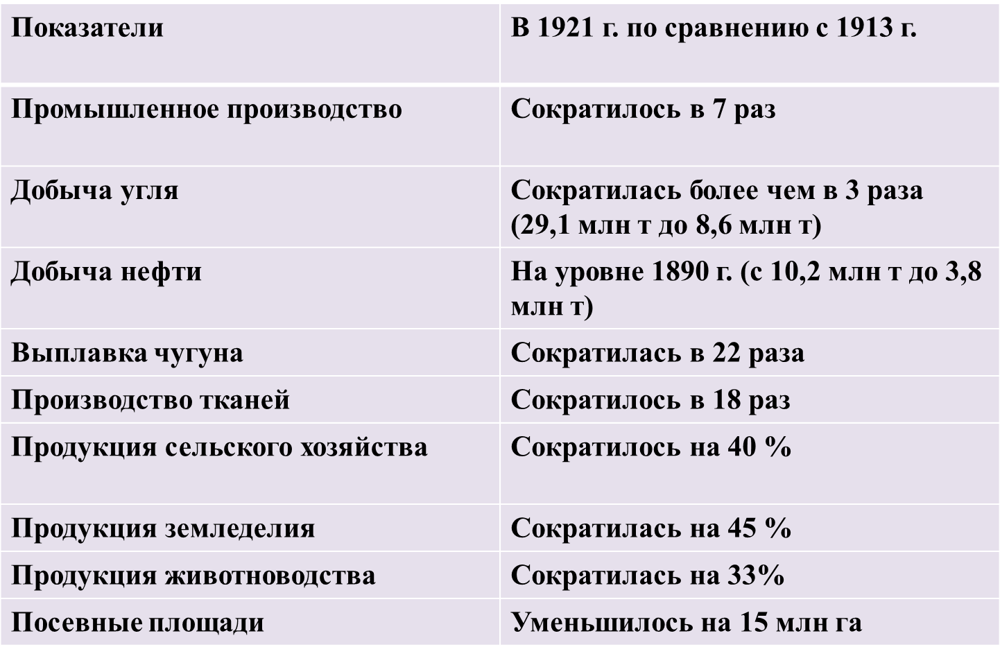 Показатели
В 1921 г. по сравнению с 1913 г.
Промышленное производство
Сократилось в 7 раз
Добыча угля
Сократилась более чем в 3 раза
(29,1 млн т до 8,6 млн т)
Добыча нефти
На уровне 1890 г. (с 10,2 млн т до 3,8
млн т)
Выплавка чугуна
Сократилась в 22 раза
Производство тканей
Сократилось в 18 раз
Продукция сельского хозяйства
Сократилось на 40 %
Продукция земледелия
Сократилась на 45 %
Продукция животноводства
Сократилась на 33%
Посевные площади
Уменьшилось на 15 млн га